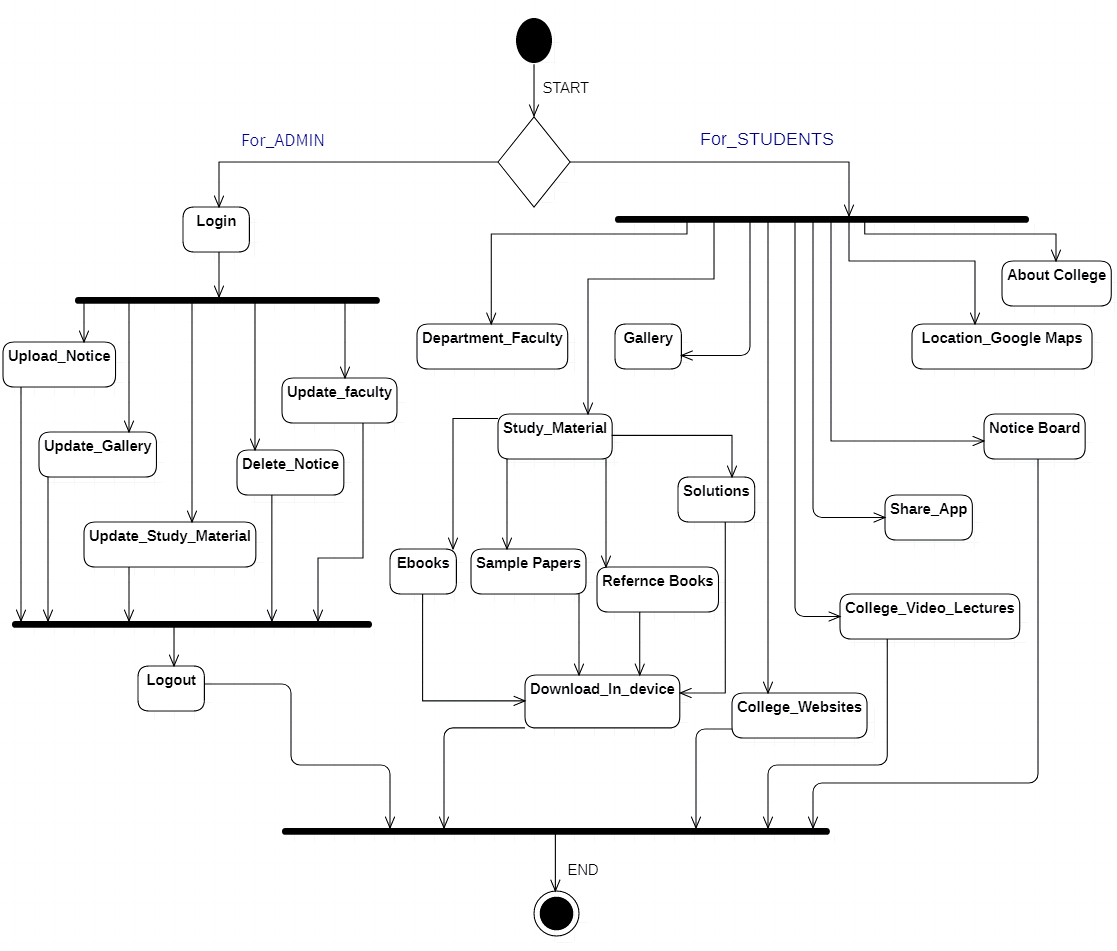 START
For_ADMIN
For_STUDENTS
Login
About College
Upload_Notice
Department_Faculty
Gallery
Location_Google Maps
Update_faculty
Update_Gallery
Study_Material
Notice Board
Delete_Notice
Solutions
Share_App
Update_Study_Material
Ebooks
Sample Papers
Refernce Books
College_Video_Lectures
Logout
Download_In_device
College_Websites
END